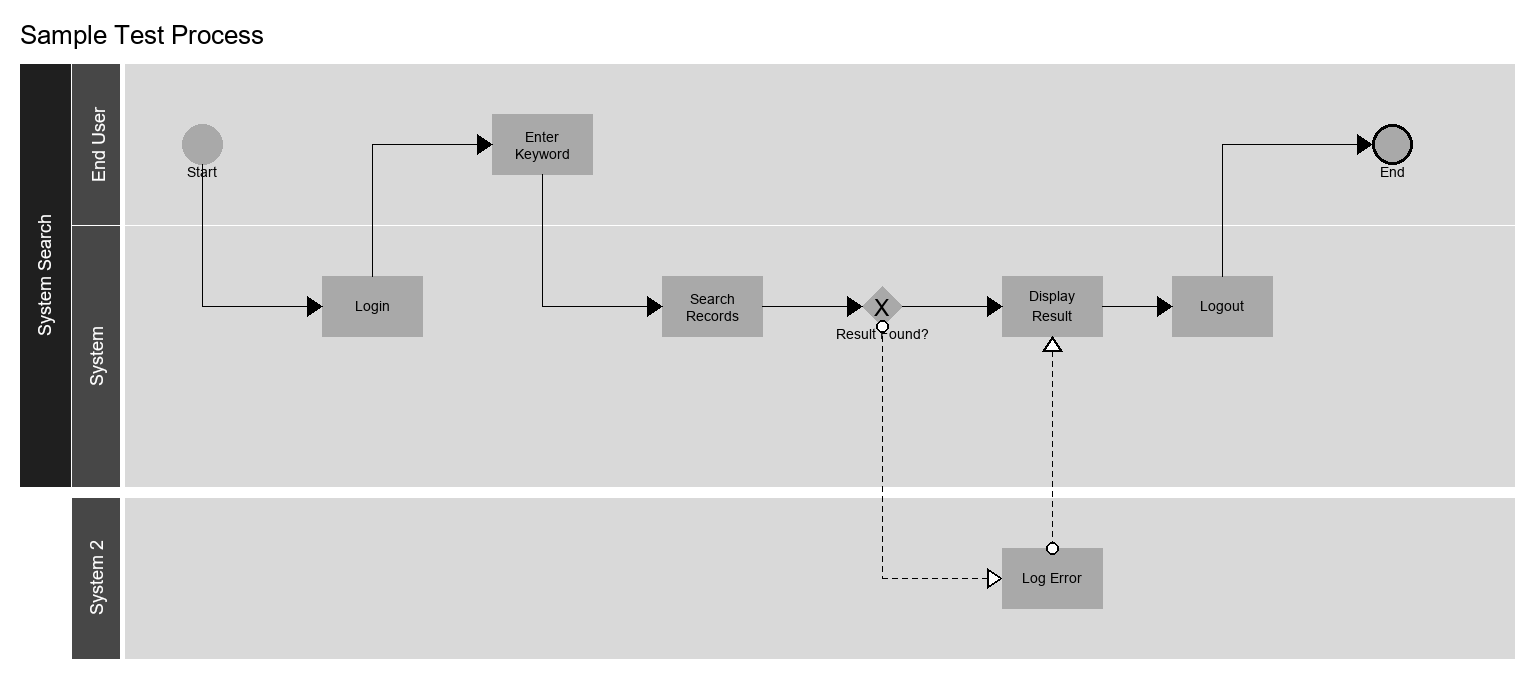 Sample Test Process
System Search
End User
Start
Enter
Keyword
End
System
Login
Search
Records
X
Result Found?
Display
Result
Logout
System 2
Log Error